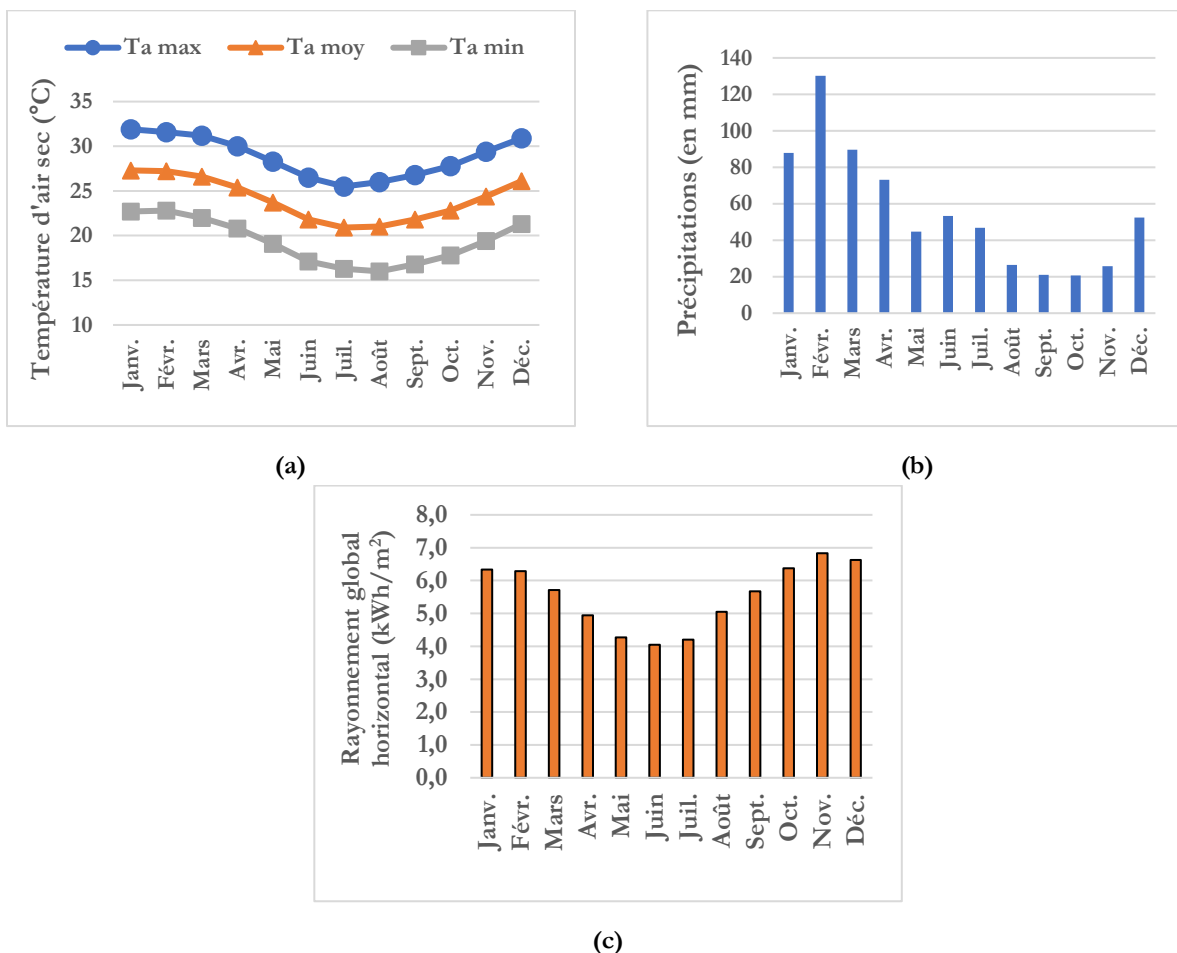 Ta max Ta moy Ta min
Température d'air sec (°C)
35
30
25
20
15
10
Janv.
Févr.
Mars
Avr.
Mai
Juin
Juil.
Août
Sept.
Oct.
Nov.
Déc.
(a)
Précipitations (en mm)
140
120
100
80
60
40
20
0
Janv.
Févr.
Mars
Avr.
Mai
Juin
Juil.
Août
Sept.
Oct.
Nov.
Déc.
(b)
Rayonnement global
horizontal (kWh/m²)
8,0
7,0
6,0
5,0
4,0
3,0
2,0
1,0
0,0
Janv.
Févr.
Mars
Avr.
Mai
Juin
Juil.
Août
Sept.
Oct.
Nov.
Déc.
(c)